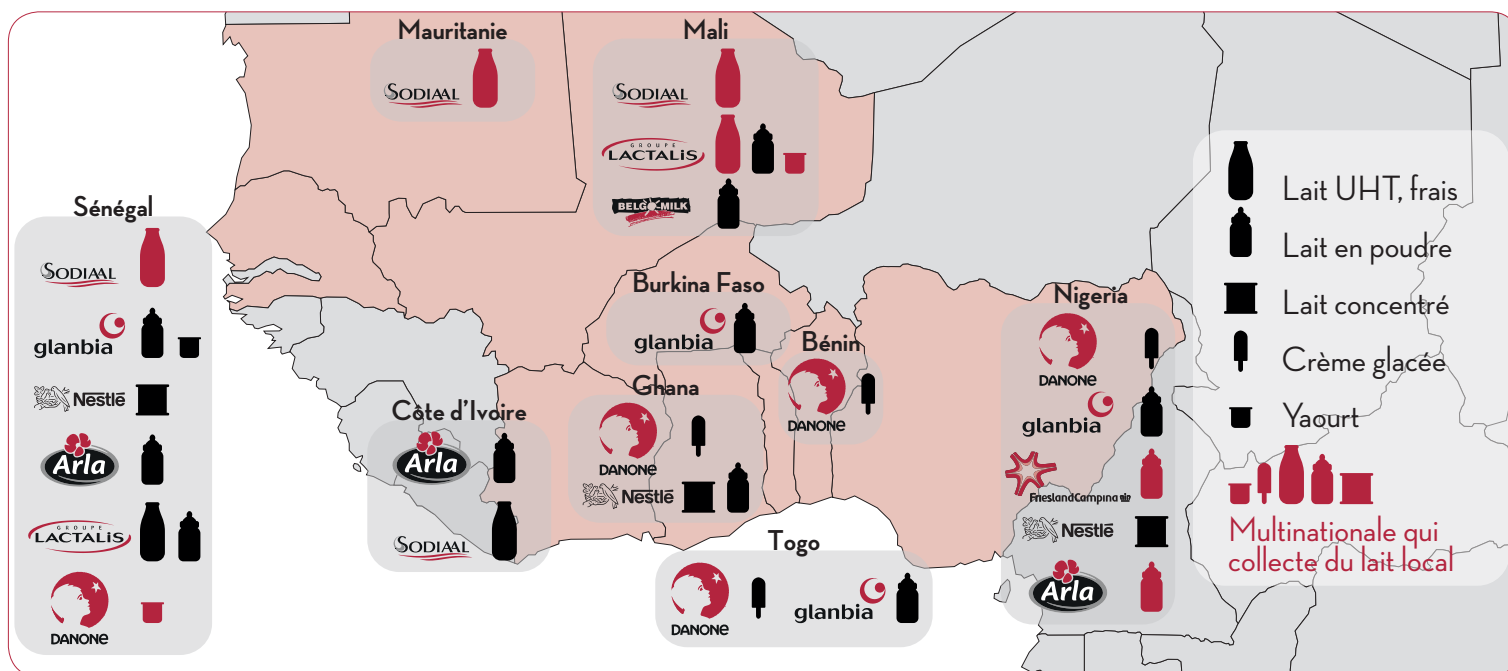 Mauritanie
SODIAAL
Mali
SODIAAL
GROUPE
LACTALiS
BELGOMILK
Sénégal
SODIAAL
glanbia
Nestlé
Arla
GROUPE
LACTALiS
DANONE
Burkina Faso
glanbia
Bénin
DANONE
Ghana
DANONE
Nestlé
Côte d'Ivoire
Arla
SODIAAL
Togo
DANONE
glanbia
Nigeria
DANONE
glanbia
FrieslandCampina
Nestlé
Arla
Lait UHT, frais
Lait en poudre
Lait concentré
Crème glacée
Yaourt
Multinationale qui
collecte du lait local